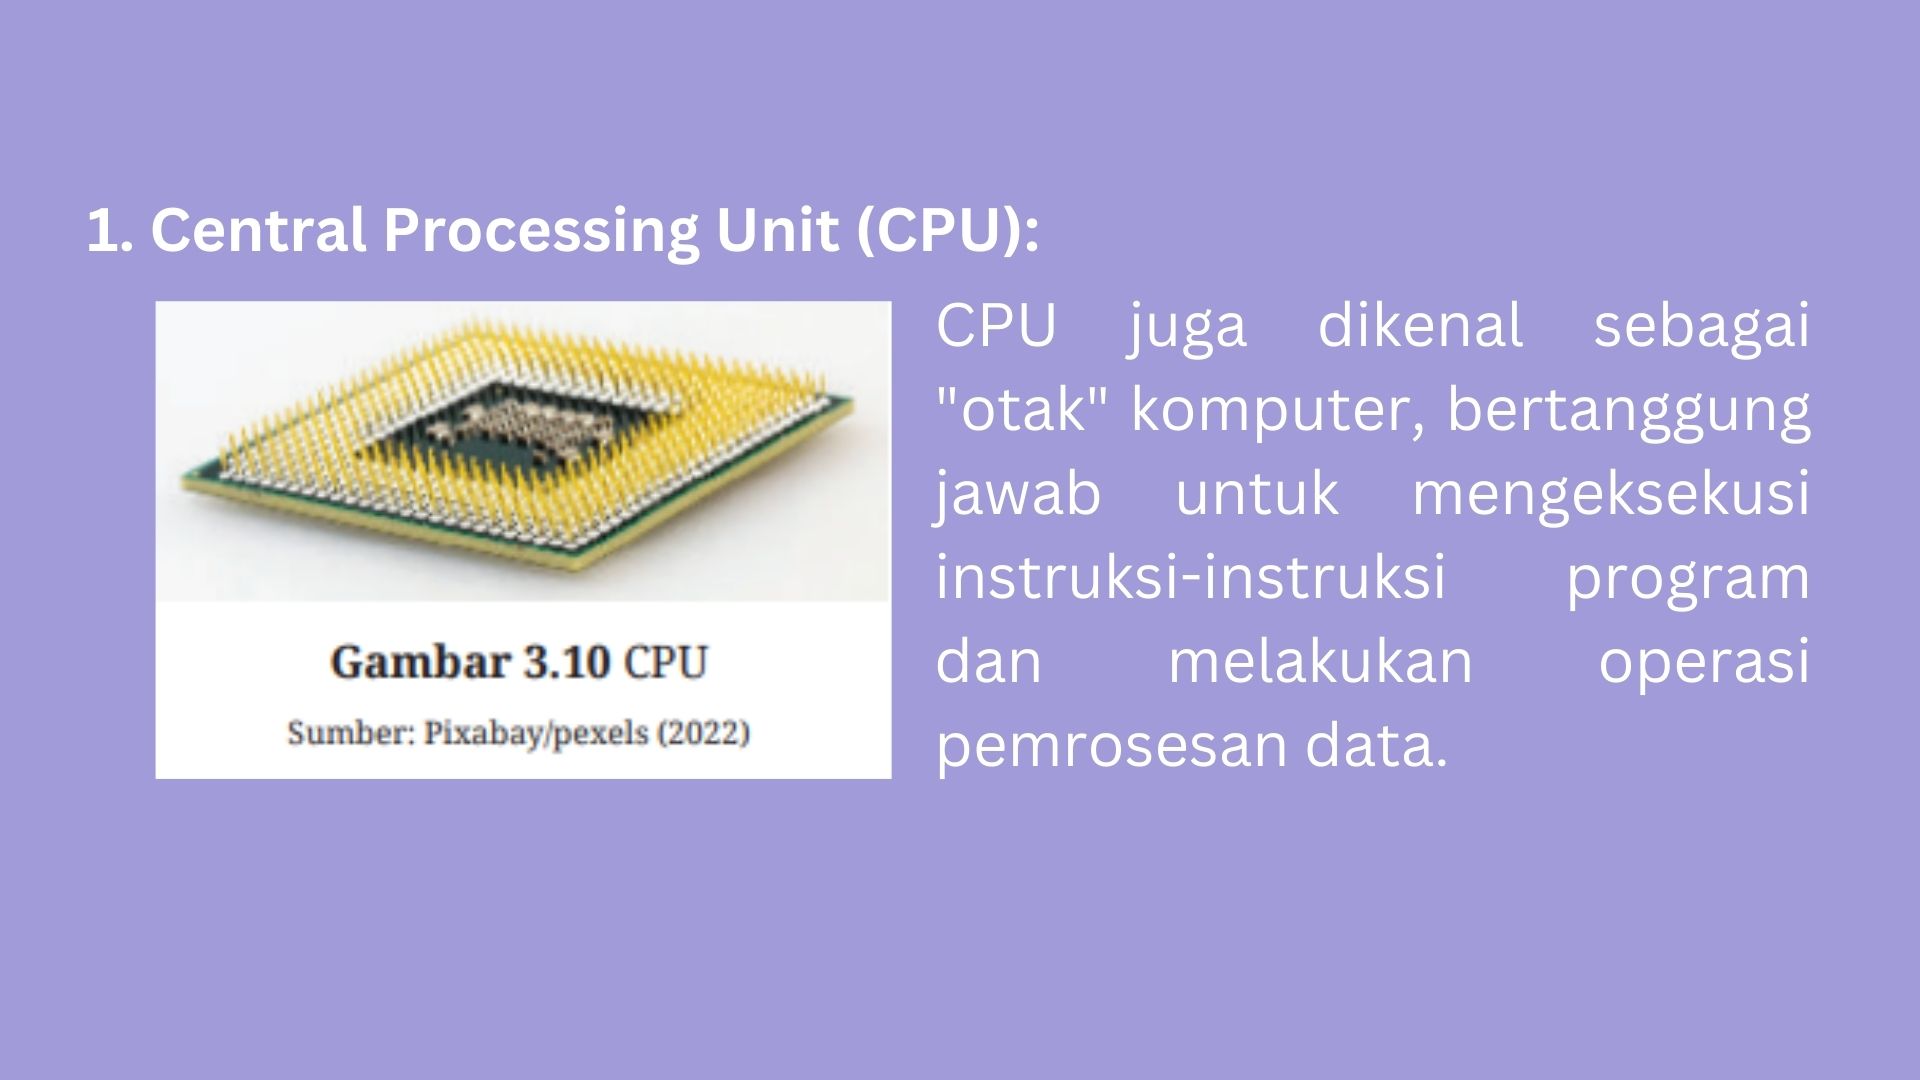 1. Central Processing Unit (CPU):
CPU juga dikenal sebagai
"otak" komputer, bertanggung
jawab untuk mengeksekusi
instruksi-instruksi program
dan melakukan operasi
pemrosesan data.
Gambar 3.10 CPU
Sumber: Pixabay/pexels (2022)